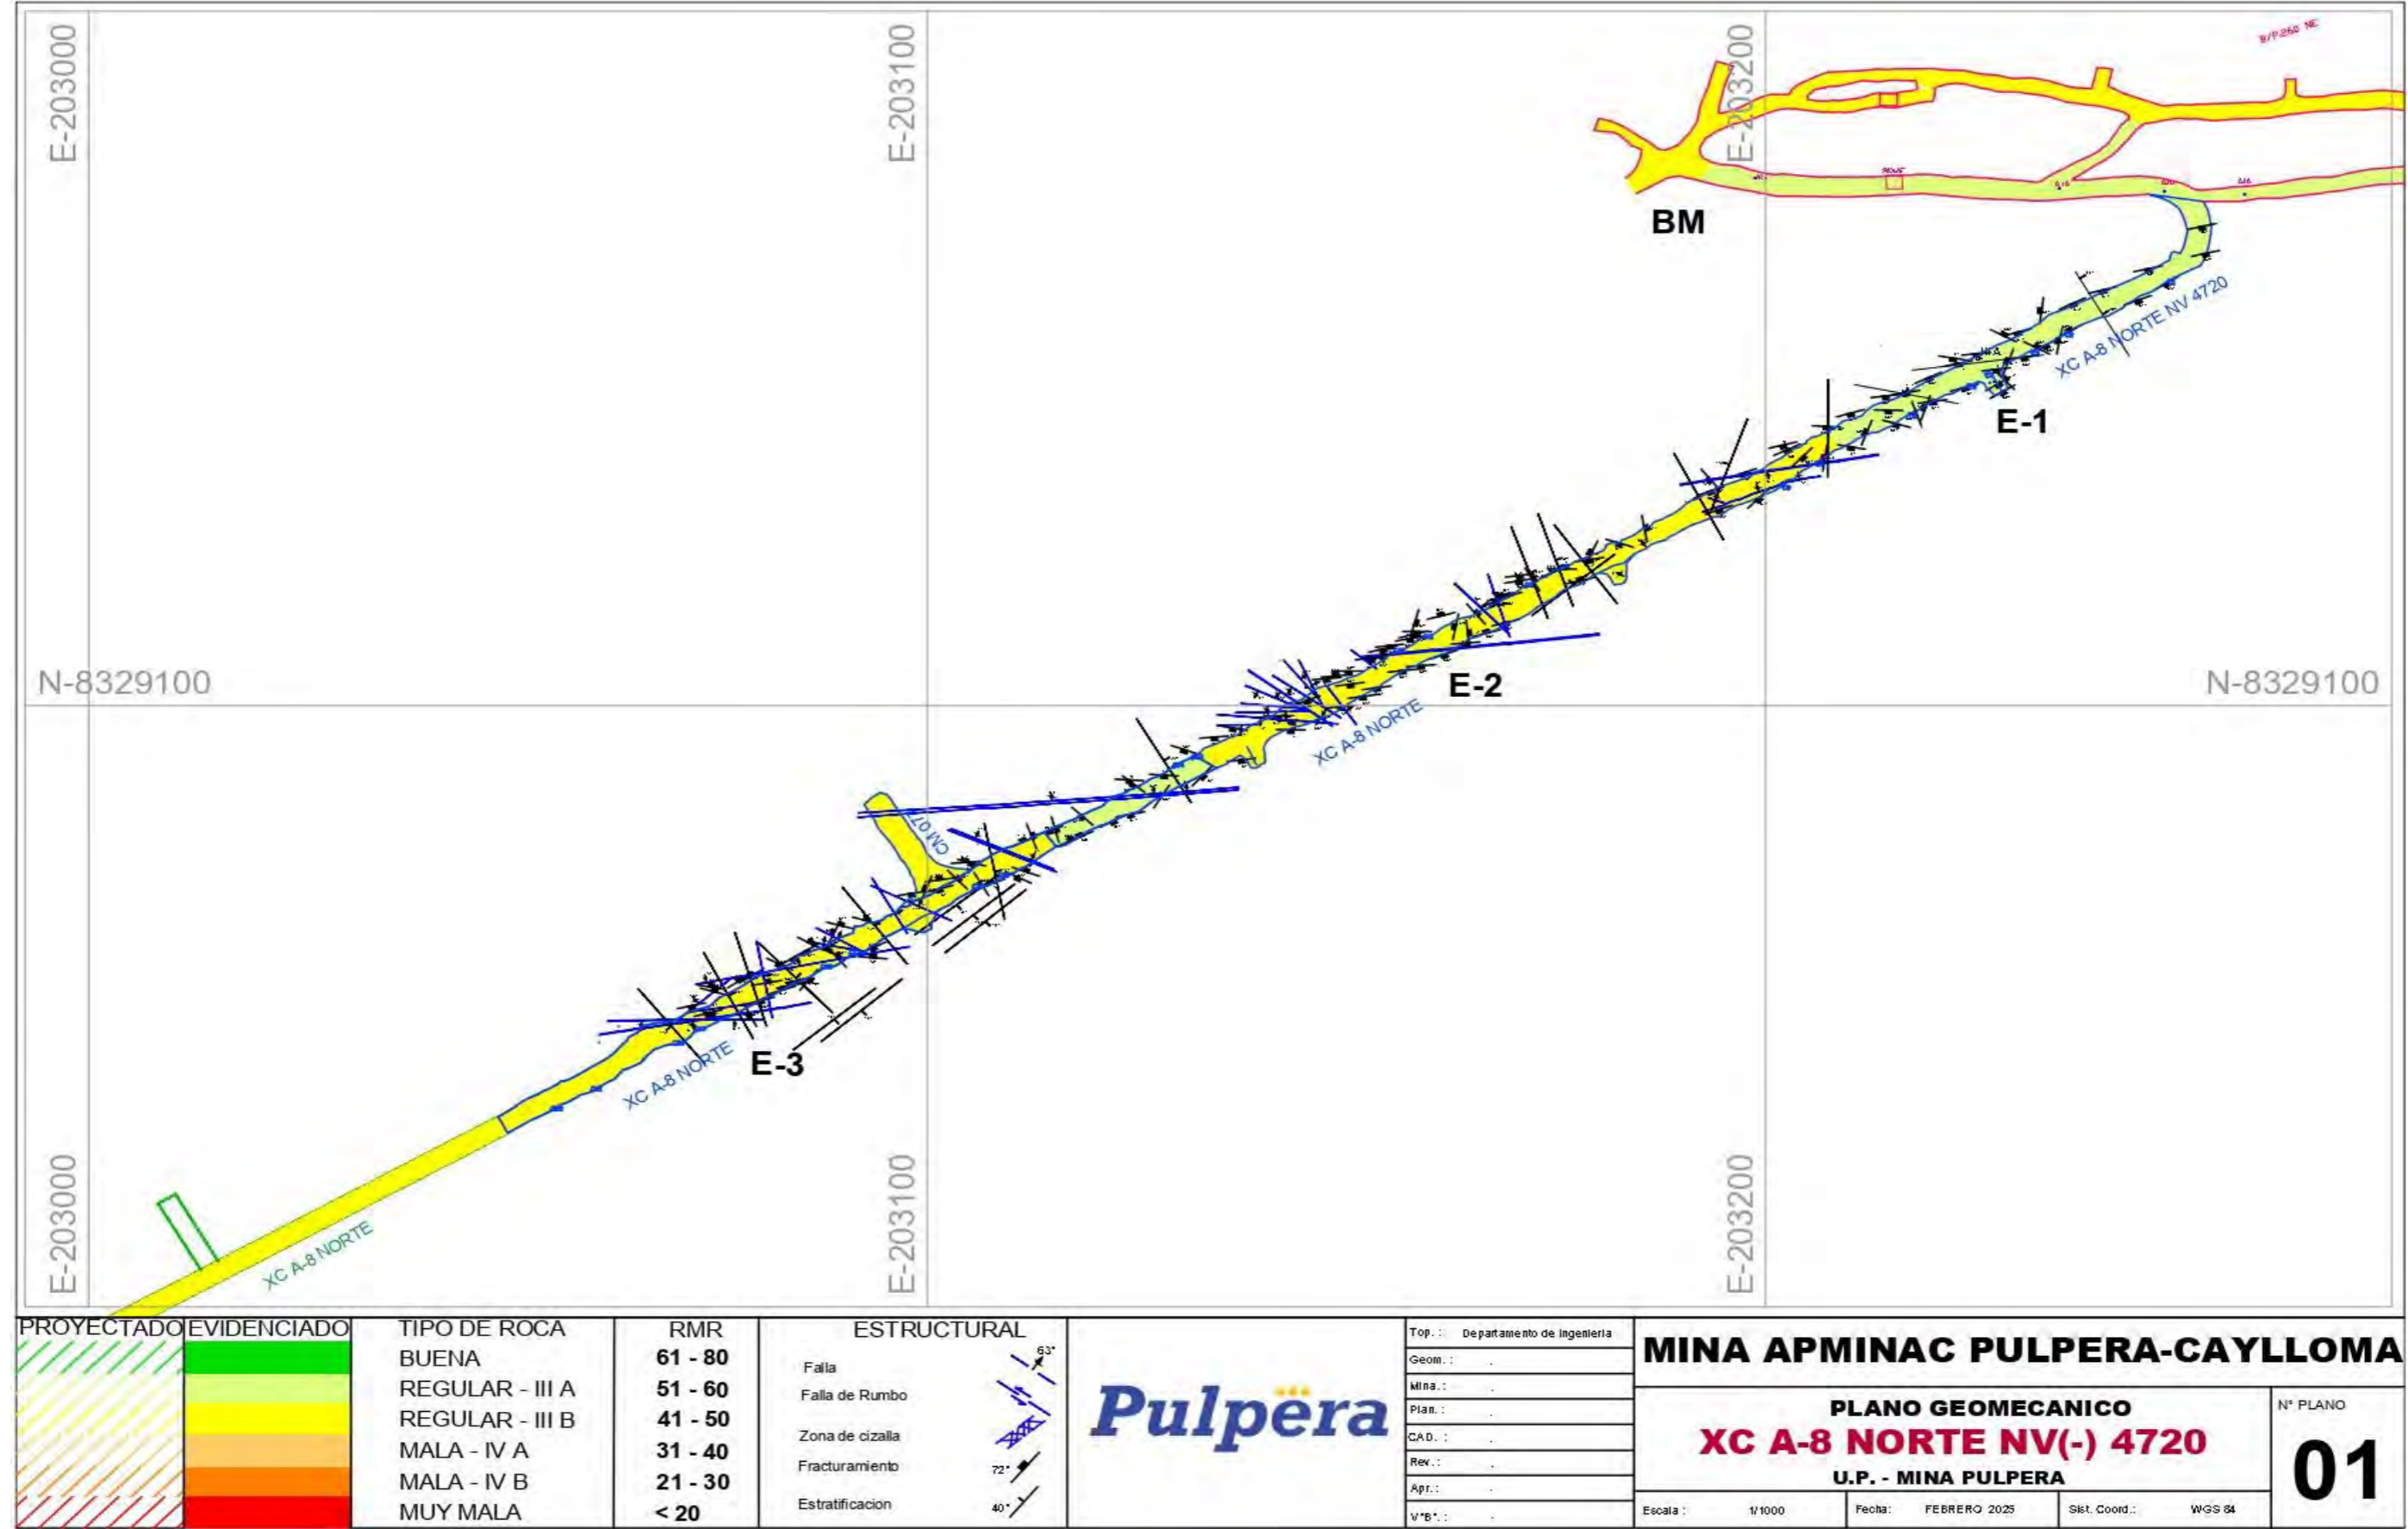 E-203000
E-203100
E-203200
B/P.260 NE
BM
XC A-8 NORTE NV 4720
E-1
N-8329100
N-8329100
E-2
XC A-8 NORTE
CM 07
E-3
XC A-8 NORTE
XC A-8 NORTE
E-203000
E-203100
E-203200
PROYECTADO EVIDENCIADO TIPO DE ROCA RMR
BUENA 61 - 80
REGULAR - III A 51 - 60
REGULAR - III B 41 - 50
MALA - IV A 31 - 40
MALA - IV B 21 - 30
MUY MALA < 20
ESTRUCTURAL
Falla 63°
Falla de Rumbo
Zona de cizalla
Fracturamiento 72°
Estratificacion 40°
Pulpera
Top. : Departamento de Ingenieria
Geom. : .
Mina. : .
Plan. : .
CAD. : .
Rev. : .
Apr. : .
V°B°. : .
MINA APMINAC PULPERA-CAYLLOMA
PLANO GEOMECANICO
XC A-8 NORTE NV(-) 4720
U.P. - MINA PULPERA
Escala : 1/1000 Fecha: FEBRERO 2025 Sist. Coord.: WGS 84
N° PLANO
01